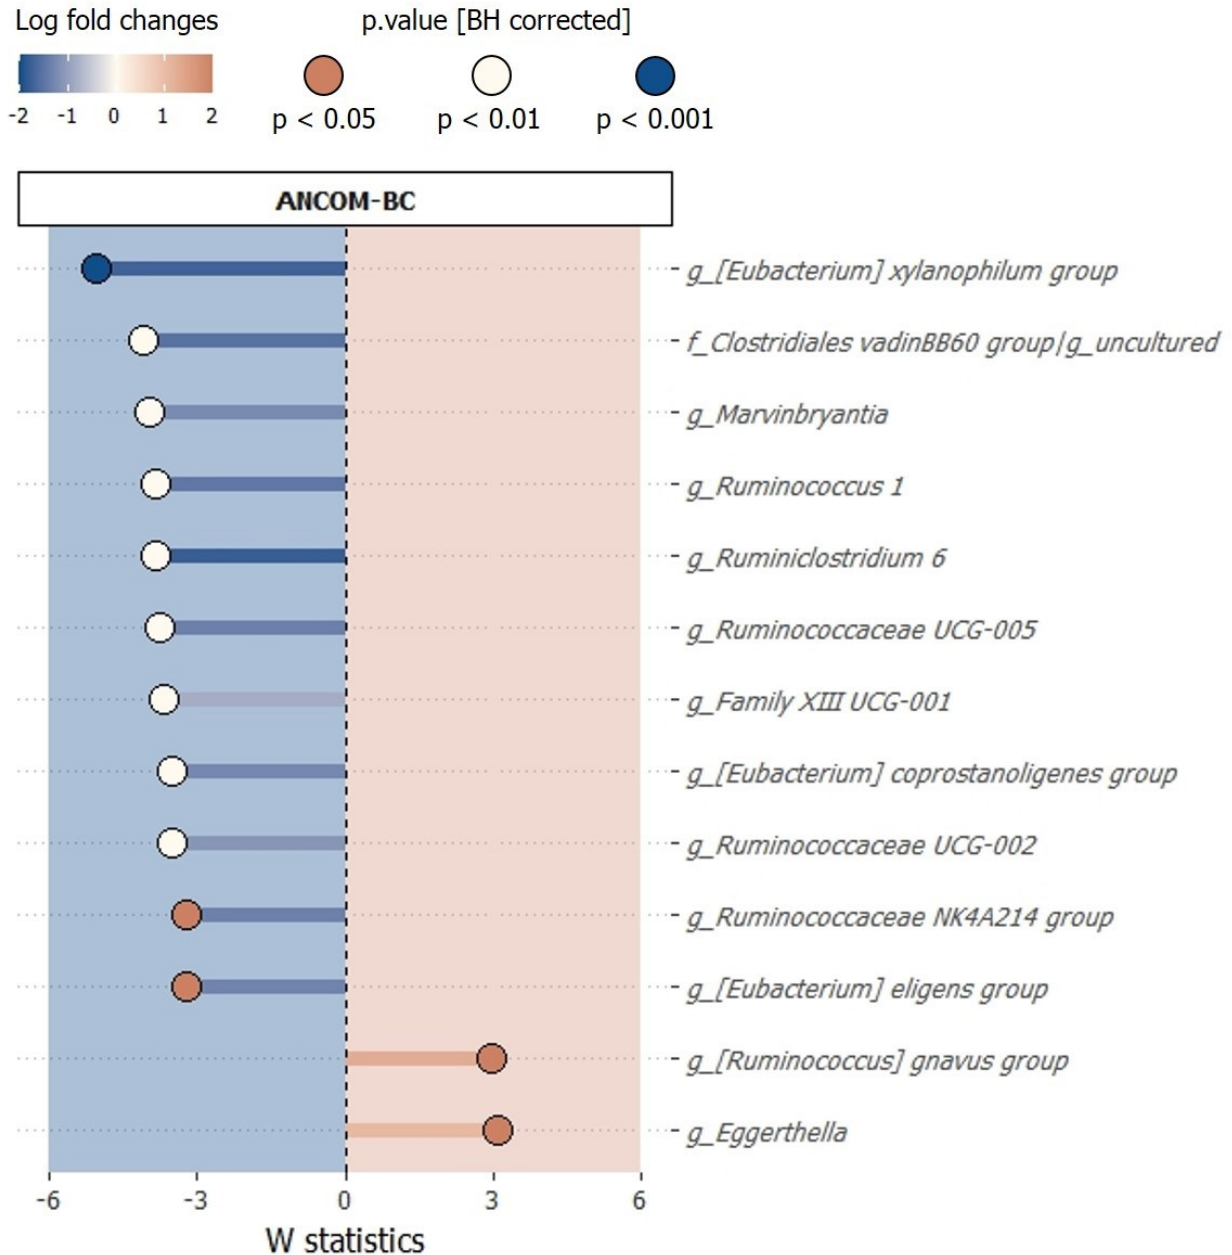 Log fold changes
p.value [BH corrected]
-2 -1 0 1 2
p < 0.05 p < 0.01 p < 0.001
ANCOM-BC
g_[Eubacterium] xylanophilum group
f_Clostridiales vadinBB60 group|g_uncultured
g_Marvinbryantia
g_Ruminococcus 1
g_Ruminiclostridium 6
g_Ruminococcaceae UCG-005
g_Family XIII UCG-001
g_[Eubacterium] coprostanoligenes group
g_Ruminococcaceae UCG-002
g_Ruminococcaceae NK4A214 group
g_[Eubacterium] eligens group
g_[Ruminococcus] gnavus group
g_Eggerthella
-6 -3 0 3 6
W statistics